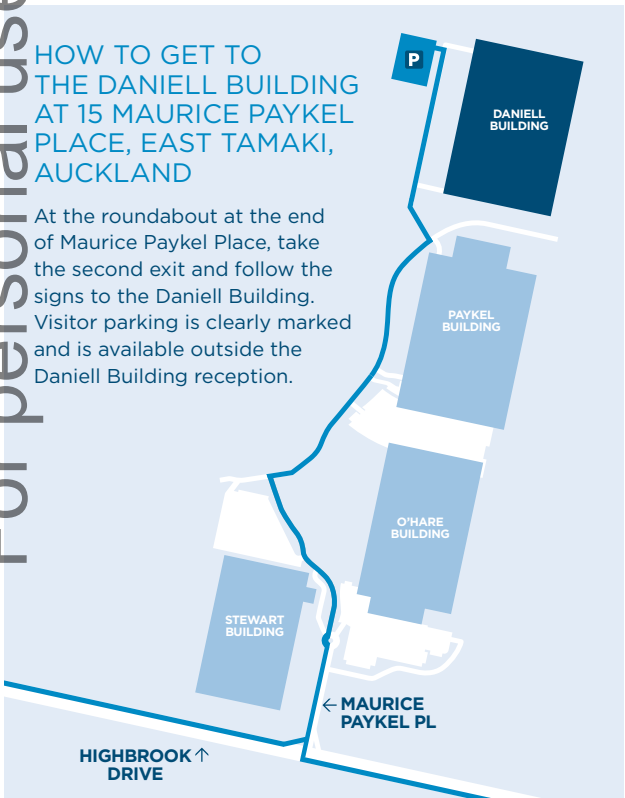 For personal use
HOW TO GET TO
THE DANIELL BUILDING
AT 15 MAURICE PAYKEL
PLACE, EAST TAMAKI,
AUCKLAND
At the roundabout at the end
of Maurice Paykel Place, take
the second exit and follow the
signs to the Daniell Building.
Visitor parking is clearly marked
and is available outside the
Daniell Building reception.
P
DANIELL
BUILDING
PAYKEL
BUILDING
O'HARE
BUILDING
STEWART
BUILDING
← MAURICE
PAYKEL PL
HIGHBROOK ↑
DRIVE